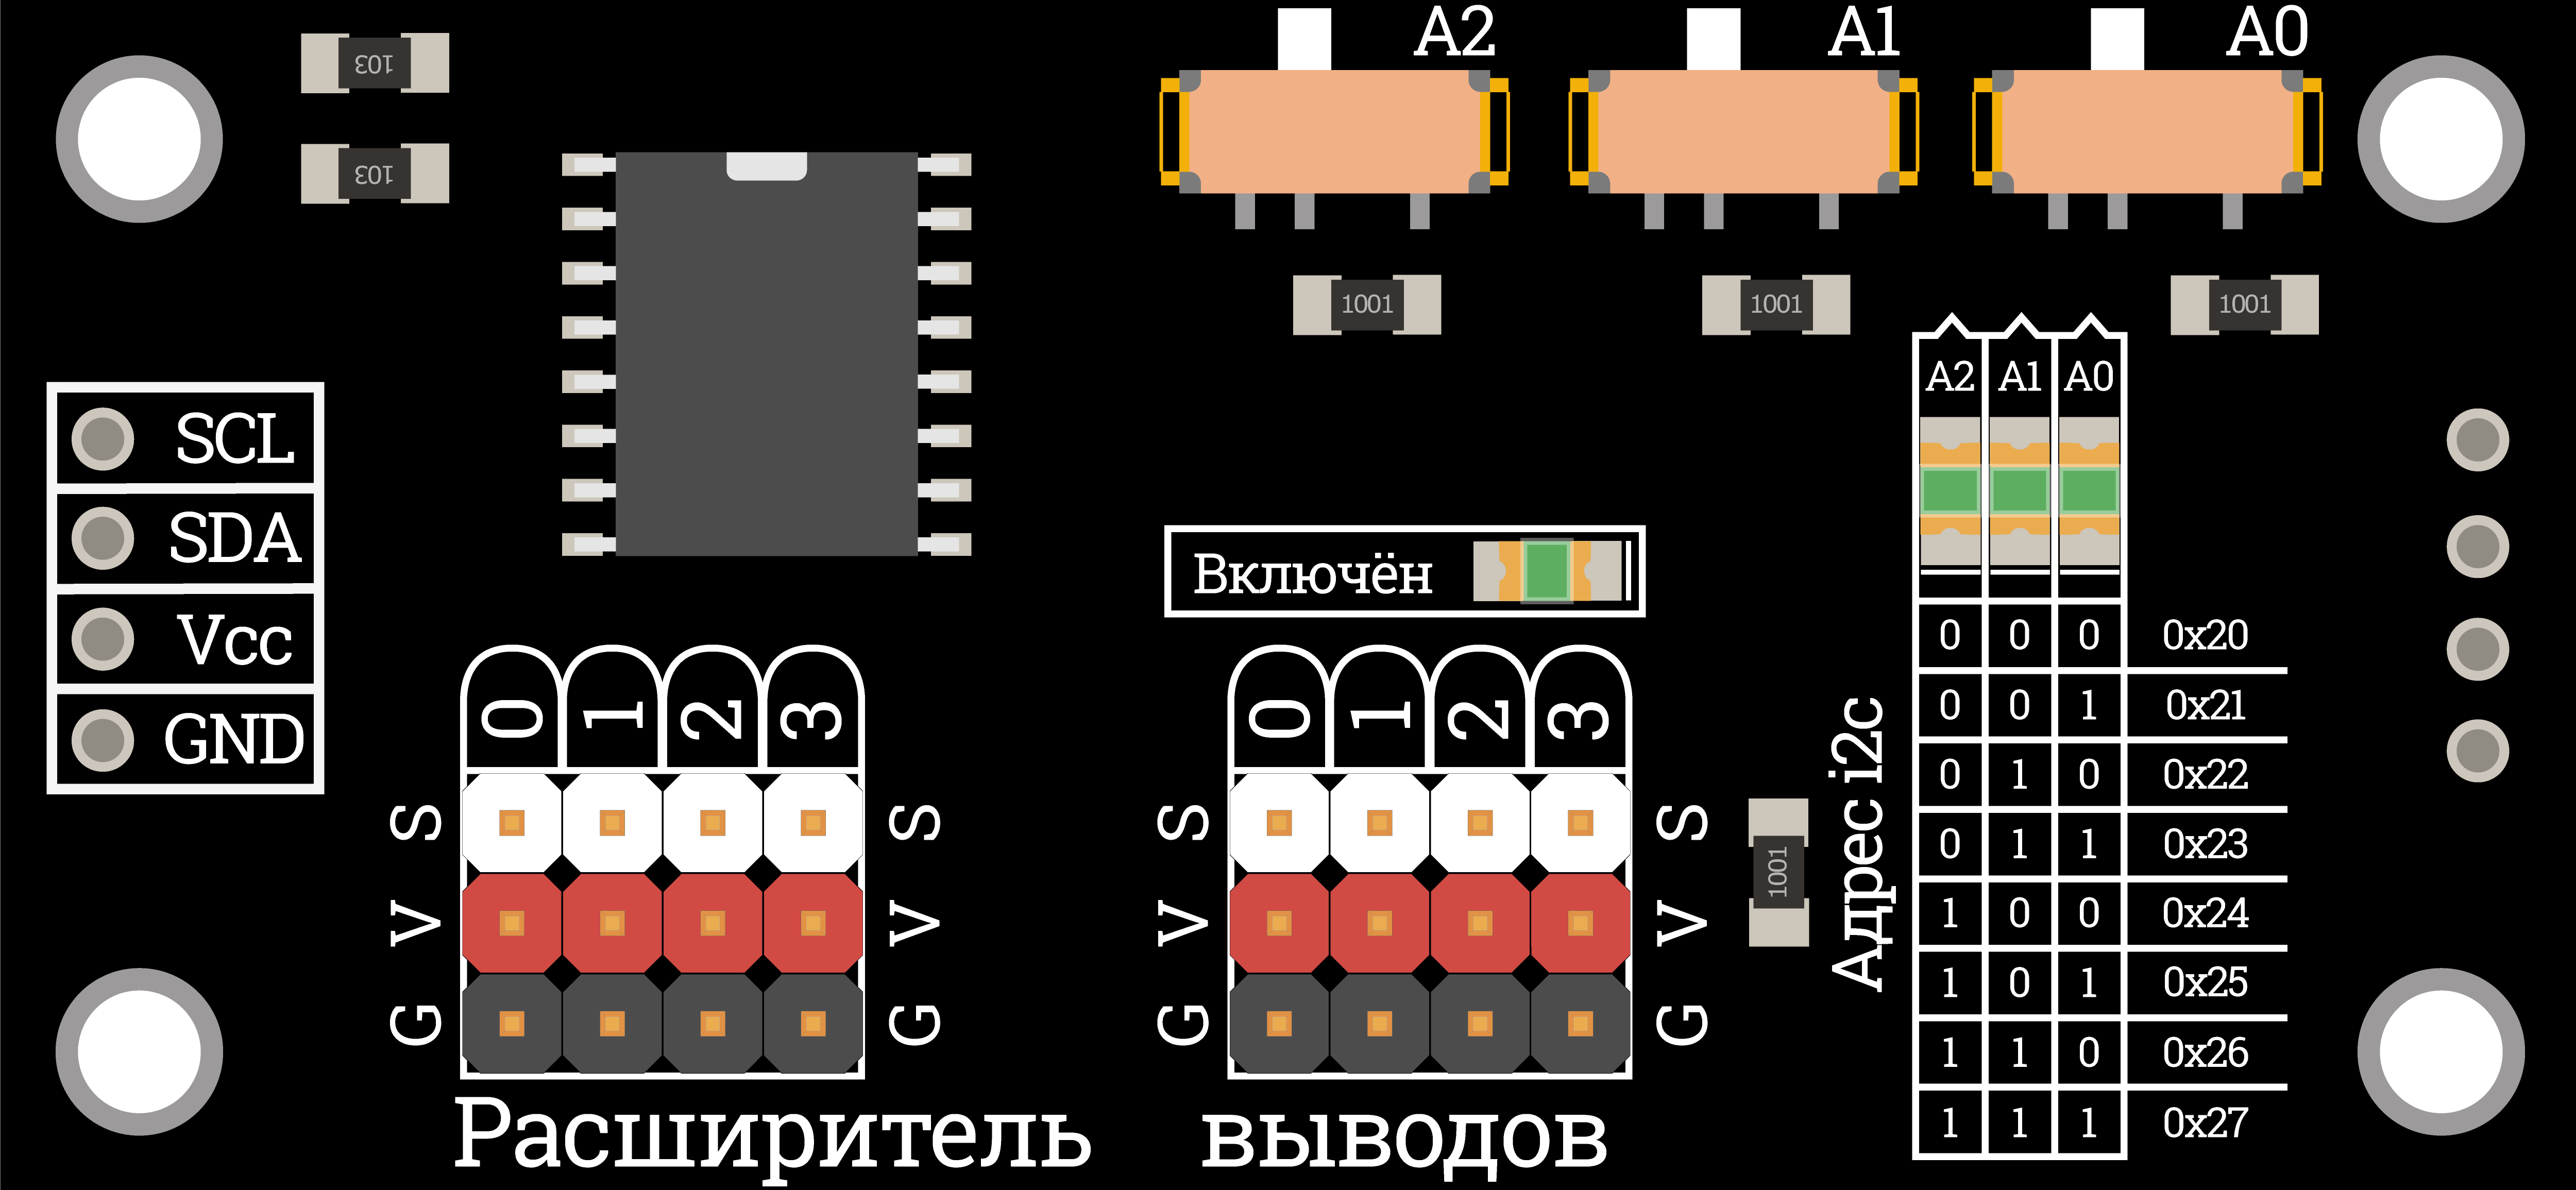 A2 A1 A0
103
103
1001 1001 1001
SCL
SDA
Vcc
GND
Включён
0 1 2 3
S S
V V
G G
0 1 2 3
S S
V V
G G
1001
Адрес i2c
A2 A1 A0
0 0 0 0x20
0 0 1 0x21
0 1 0 0x22
0 1 1 0x23
1 0 0 0x24
1 0 1 0x25
1 1 0 0x26
1 1 1 0x27
Расширитель выводов